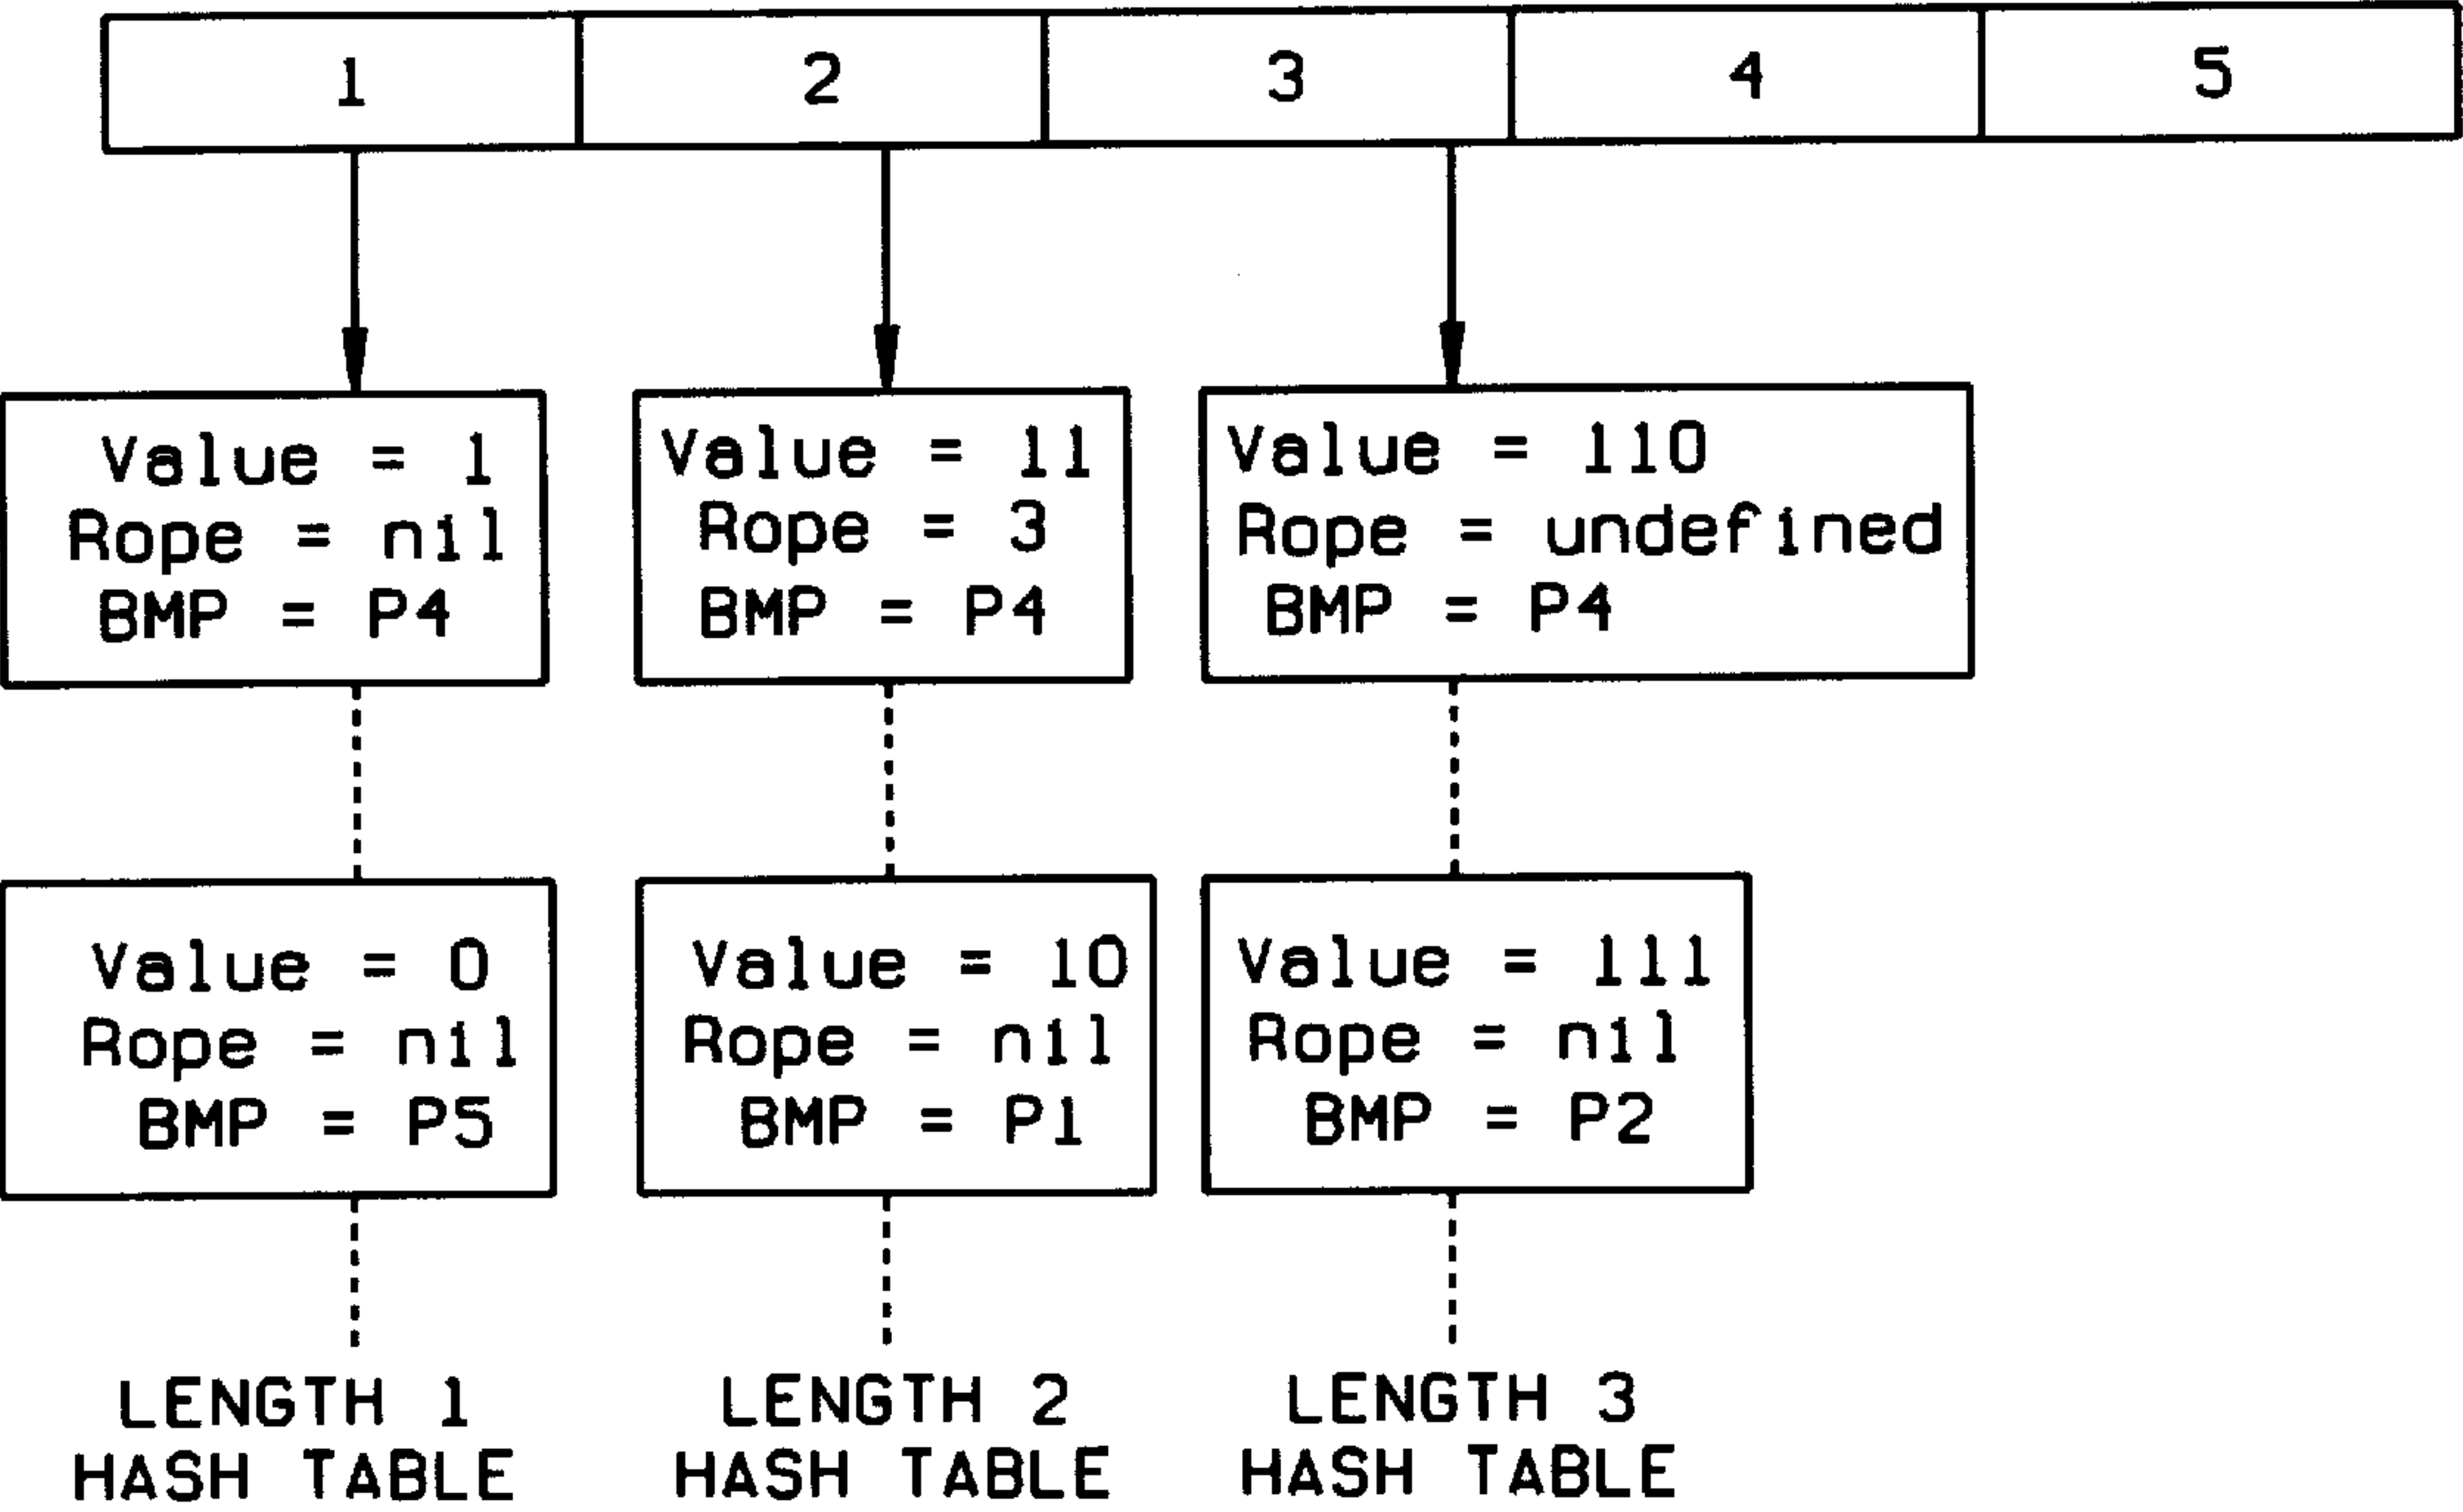 1 2 3 4 5
Value = 1
Rope = nil
BMP = P4
Value = 11
Rope = 3
BMP = P4
Value = 110
Rope = undefined
BMP = P4
Value = 0
Rope = nil
BMP = P5
Value = 10
Rope = nil
BMP = P1
Value = 111
Rope = nil
BMP = P2
LENGTH 1
HASH TABLE
LENGTH 2
HASH TABLE
LENGTH 3
HASH TABLE